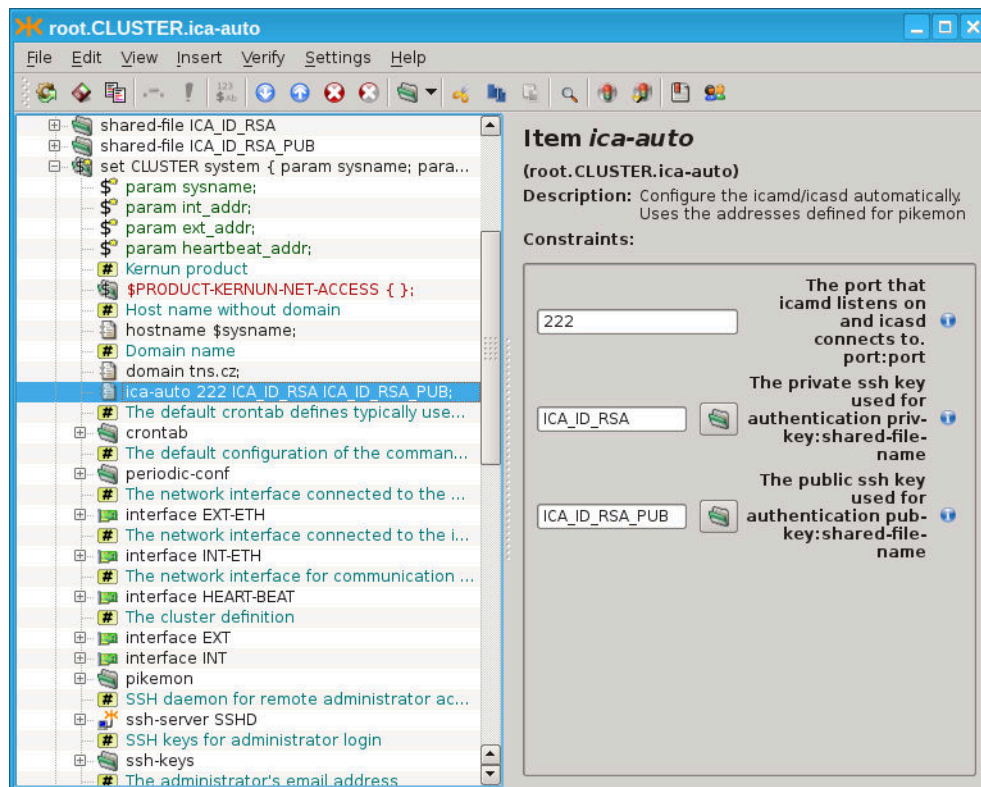 root.CLUSTER.ica-auto
File Edit View Insert Verify Settings Help
shared-file ICA_ID_RSA
shared-file ICA_ID_RSA_PUB
set CLUSTER system { param sysname; para...
param sysname;
param int_addr;
param ext_addr;
param heartbeat_addr;
# Kernun product
$PRODUCT-KERNUN-NET-ACCESS { };
# Host name without domain
hostname $sysname;
# Domain name
domain tns.cz;
ica-auto 222 ICA_ID_RSA ICA_ID_RSA_PUB;
# The default crontab defines typically use...
crontab
# The default configuration of the comman...
periodic-conf
# The network interface connected to the ...
interface EXT-ETH
# The network interface connected to the i...
interface INT-ETH
# The network interface for communication ...
interface HEART-BEAT
# The cluster definition
interface EXT
interface INT
pikemon
# SSH daemon for remote administrator ac...
ssh-server SSHD
# SSH keys for administrator login
ssh-keys
# The administrator's email address
Item ica-auto
(root.CLUSTER.ica-auto)
Description: Configure the icamd/icasd automatically.
Uses the addresses defined for pikemon
Constraints:
222
The port that
icamd listens on
and icasd
connects to.
port:port
ICA_ID_RSA
The private ssh key
used for
authentication priv-
key:shared-file-
name
ICA_ID_RSA_PUB
The public ssh key
used for
authentication pub-
key:shared-file-
name